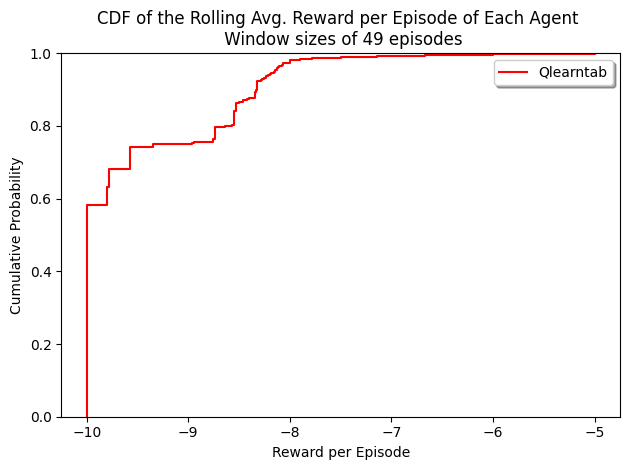 CDF of the Rolling Avg. Reward per Episode of Each Agent
Window sizes of 49 episodes
Qlearntab
1.0
0.8
0.6
0.4
0.2
0.0
Cumulative Probability
−10
−9
−8
−7
−6
−5
Reward per Episode